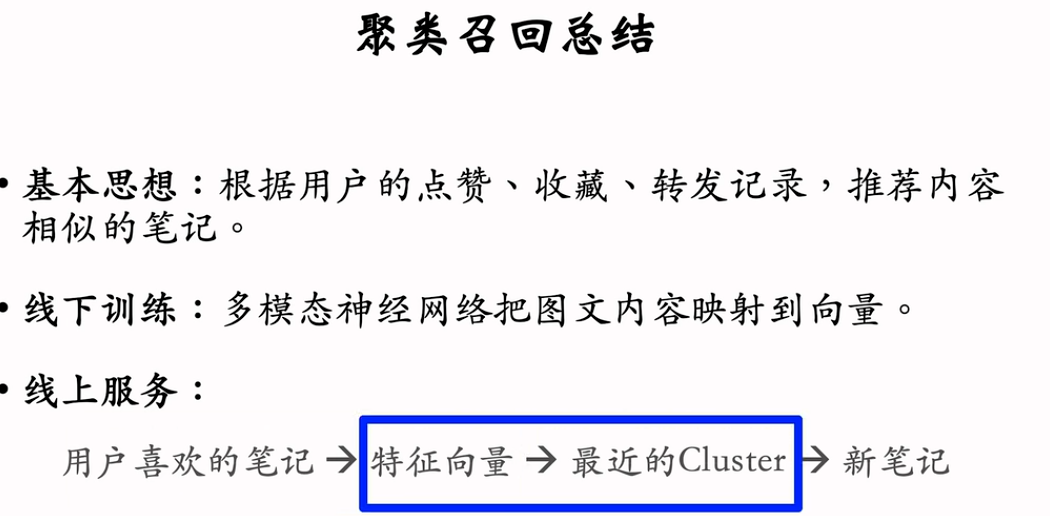 聚类召回总结
• 基本思想：根据用户的点赞、收藏、转发记录，推荐内容
相似的笔记。
• 线下训练：多模态神经网络把图文内容映射到向量。
• 线上服务：
用户喜欢的笔记 → 特征向量 → 最近的Cluster → 新笔记